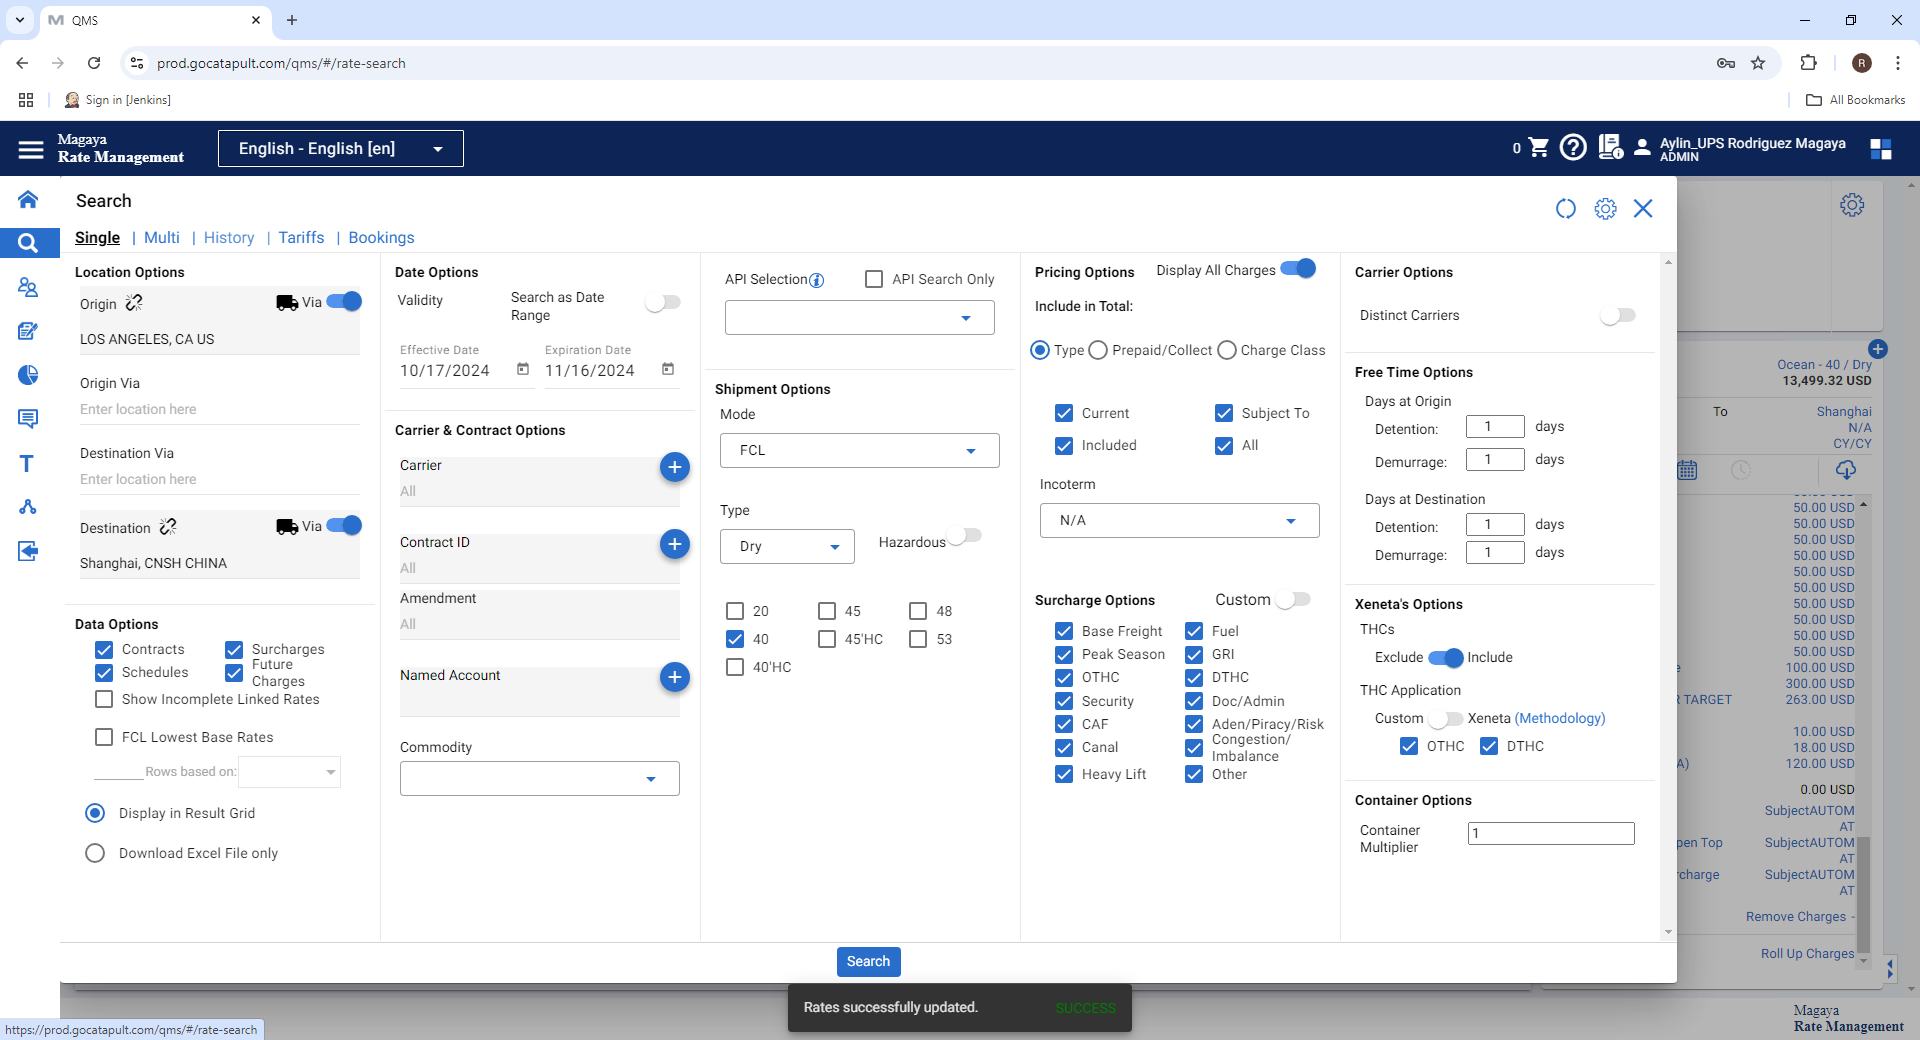 QMS
prod.gocatapult.com/qms/#/rate-search
R
Sign in [Jenkins]
All Bookmarks
Magaya
Rate Management
English - English [en]
0
Aylin_UPS Rodriguez Magaya
ADMIN
Search
Single | Multi | History | Tariffs | Bookings
Location Options
Origin
Via
LOS ANGELES, CA US
Origin Via
Enter location here
Destination Via
Enter location here
Destination
Via
Shanghai, CNSH CHINA
Data Options
Contracts
Surcharges
Schedules
Future
Charges
Show Incomplete Linked Rates
FCL Lowest Base Rates
Rows based on:
Display in Result Grid
Download Excel File only
Date Options
Validity
Search as Date
Range
Effective Date
Expiration Date
10/17/2024
11/16/2024
Carrier & Contract Options
Carrier
All
Contract ID
All
Amendment
All
Named Account
Commodity
API Selection
API Search Only
Shipment Options
Mode
FCL
Type
Dry
Hazardous
20
45
48
40
45'HC
53
40'HC
Pricing Options
Display All Charges
Include in Total:
Type
Prepaid/Collect
Charge Class
Current
Subject To
Included
All
Incoterm
N/A
Surcharge Options
Custom
Base Freight
Fuel
Peak Season
GRI
OTHC
DTHC
Security
Doc/Admin
CAF
Aden/Piracy/Risk
Canal
Congestion/
Imbalance
Heavy Lift
Other
Carrier Options
Distinct Carriers
Free Time Options
Days at Origin
Detention: 1 days
Demurrage: 1 days
Days at Destination
Detention: 1 days
Demurrage: 1 days
Xeneta's Options
THCs
Exclude
Include
THC Application
Custom
Xeneta (Methodology)
OTHC
DTHC
Container Options
Container
Multiplier
1
Search
Ocean - 40 / Dry
13,499.32 USD
To
Shanghai
N/A
CY/CY
50.00 USD
50.00 USD
50.00 USD
50.00 USD
50.00 USD
50.00 USD
50.00 USD
50.00 USD
50.00 USD
50.00 USD
100.00 USD
300.00 USD
R TARGET
263.00 USD
10.00 USD
18.00 USD
A)
120.00 USD
0.00 USD
SubjectAUTOM
AT
pen Top
SubjectAUTOM
AT
rcharge
SubjectAUTOM
AT
Remove Charges -
Roll Up Charges
Rates successfully updated.
SUCCESS
https://prod.gocatapult.com/qms/#/rate-search
Magaya
Rate Management